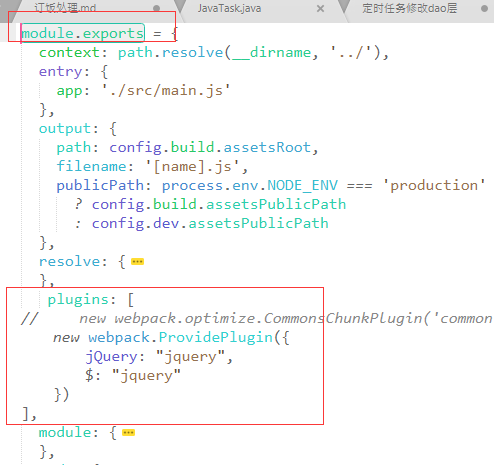 订饭处理.md JavaTask.java × 定时任务修改dao层
module.exports = {
context: path.resolve(__dirname, '../'),
entry: {
app: './src/main.js'
},
output: {
path: config.build.assetsRoot,
filename: '[name].js',
publicPath: process.env.NODE_ENV === 'production'
? config.build.assetsPublicPath
: config.dev.assetsPublicPath
},
resolve: {
},
plugins: [
// new webpack.optimize.CommonsChunkPlugin('common
new webpack.ProvidePlugin({
jQuery: "jquery",
$: "jquery"
})
],
module: {
},